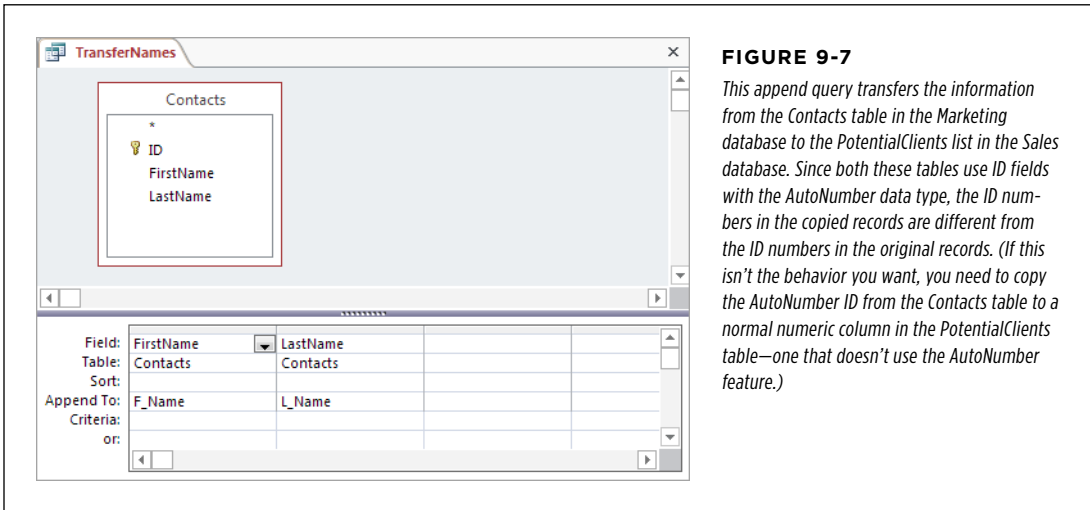 TransferNames
Contacts
*
ID
FirstName
LastName
Field: FirstName LastName
Table: Contacts Contacts
Sort:
Append To: F_Name L_Name
Criteria:
or:
FIGURE 9-7
This append query transfers the information
from the Contacts table in the Marketing
database to the PotentialClients list in the Sales
database. Since both these tables use ID fields
with the AutoNumber data type, the ID num-
bers in the copied records are different from
the ID numbers in the original records. (If this
isn't the behavior you want, you need to copy
the AutoNumber ID from the Contacts table to a
normal numeric column in the PotentialClients
table—one that doesn't use the AutoNumber
feature.)